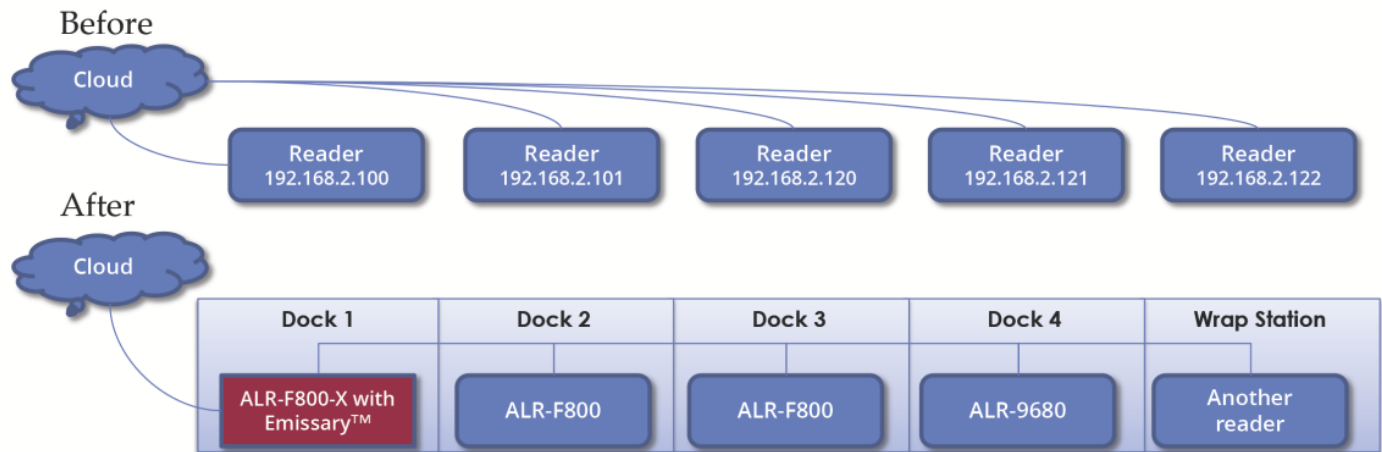 Before
Cloud
Reader
192.168.2.100
Reader
192.168.2.101
Reader
192.168.2.120
Reader
192.168.2.121
Reader
192.168.2.122
After
Cloud
Dock 1
Dock 2
Dock 3
Dock 4
Wrap Station
ALR-F800-X with
Emissary™
ALR-F800
ALR-F800
ALR-9680
Another
reader